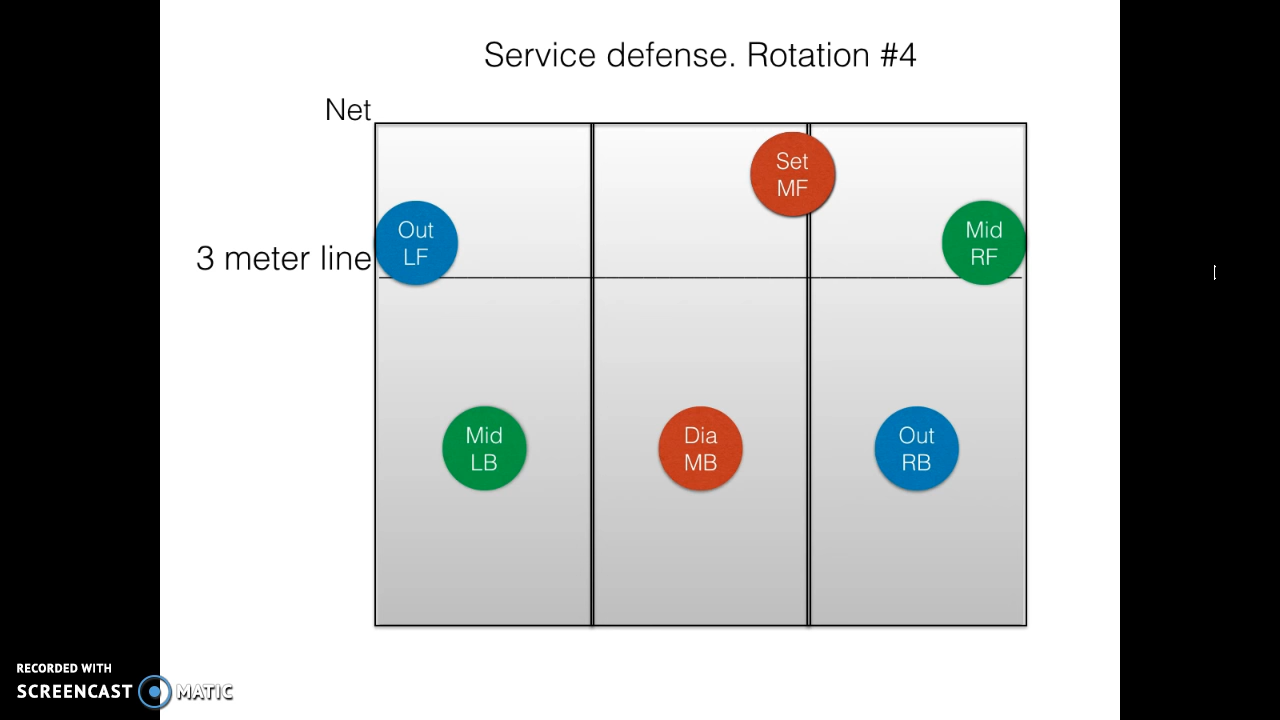 Service defense. Rotation #4
Net
Set
MF
Out
LF
Mid
RF
3 meter line
Mid
LB
Dia
MB
Out
RB
RECORDED WITH
SCREENCAST MATIC